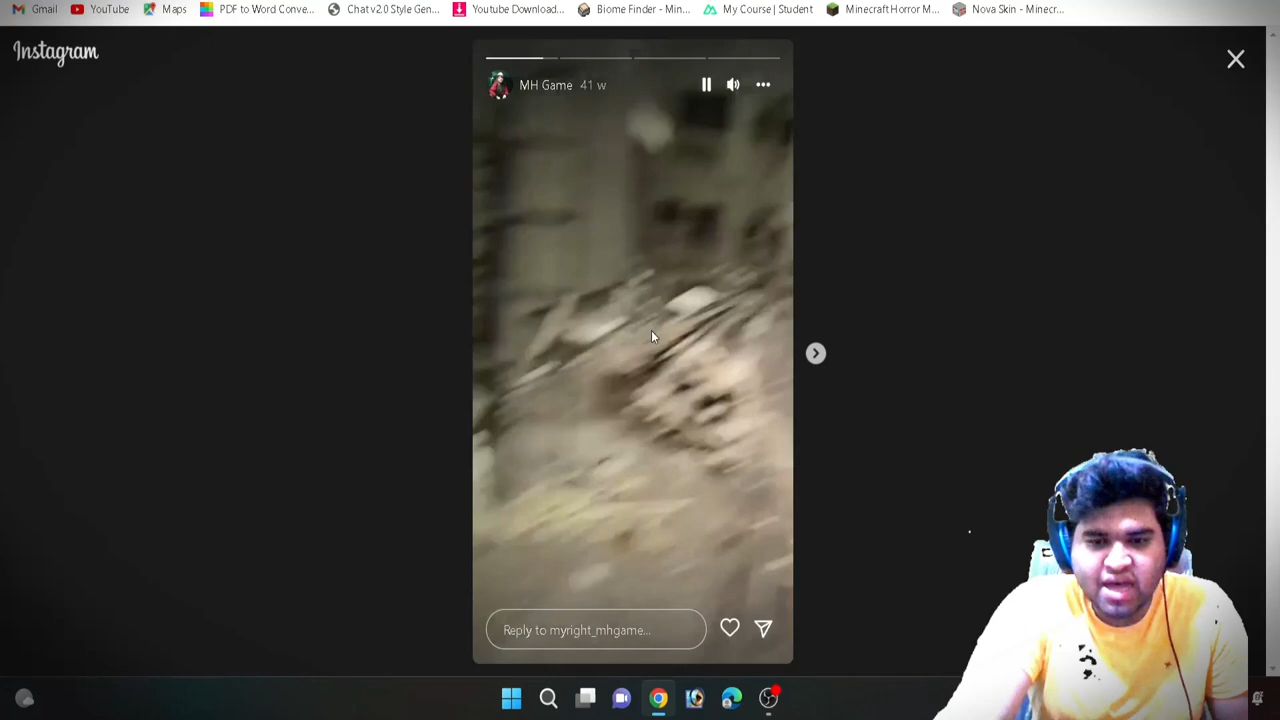 Gmail YouTube Maps PDF to Word Conve... Chat v2.0 Style Gen... Youtube Download... Biome Finder - Min... My Course | Student Minecraft Horror M... Nova Skin - Minecr...
Instagram
MH Game 41 w
Reply to myright_mhgame...